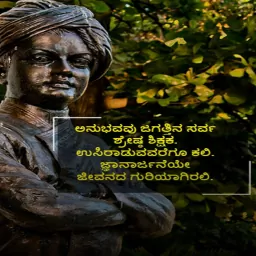 ಅನುಭವವು ಜಗತ್ತಿನ ಸರ್ವ
ಶ್ರೇಷ್ಠ ಶಿಕ್ಷಕ.
ಉಸಿರಾಡುವವರೆಗೂ ಕಲಿ.
ಜ್ಞಾನಾರ್ಜನೆಯೇ
ಜೀವನದ ಗುರಿಯಾಗಿರಲಿ.